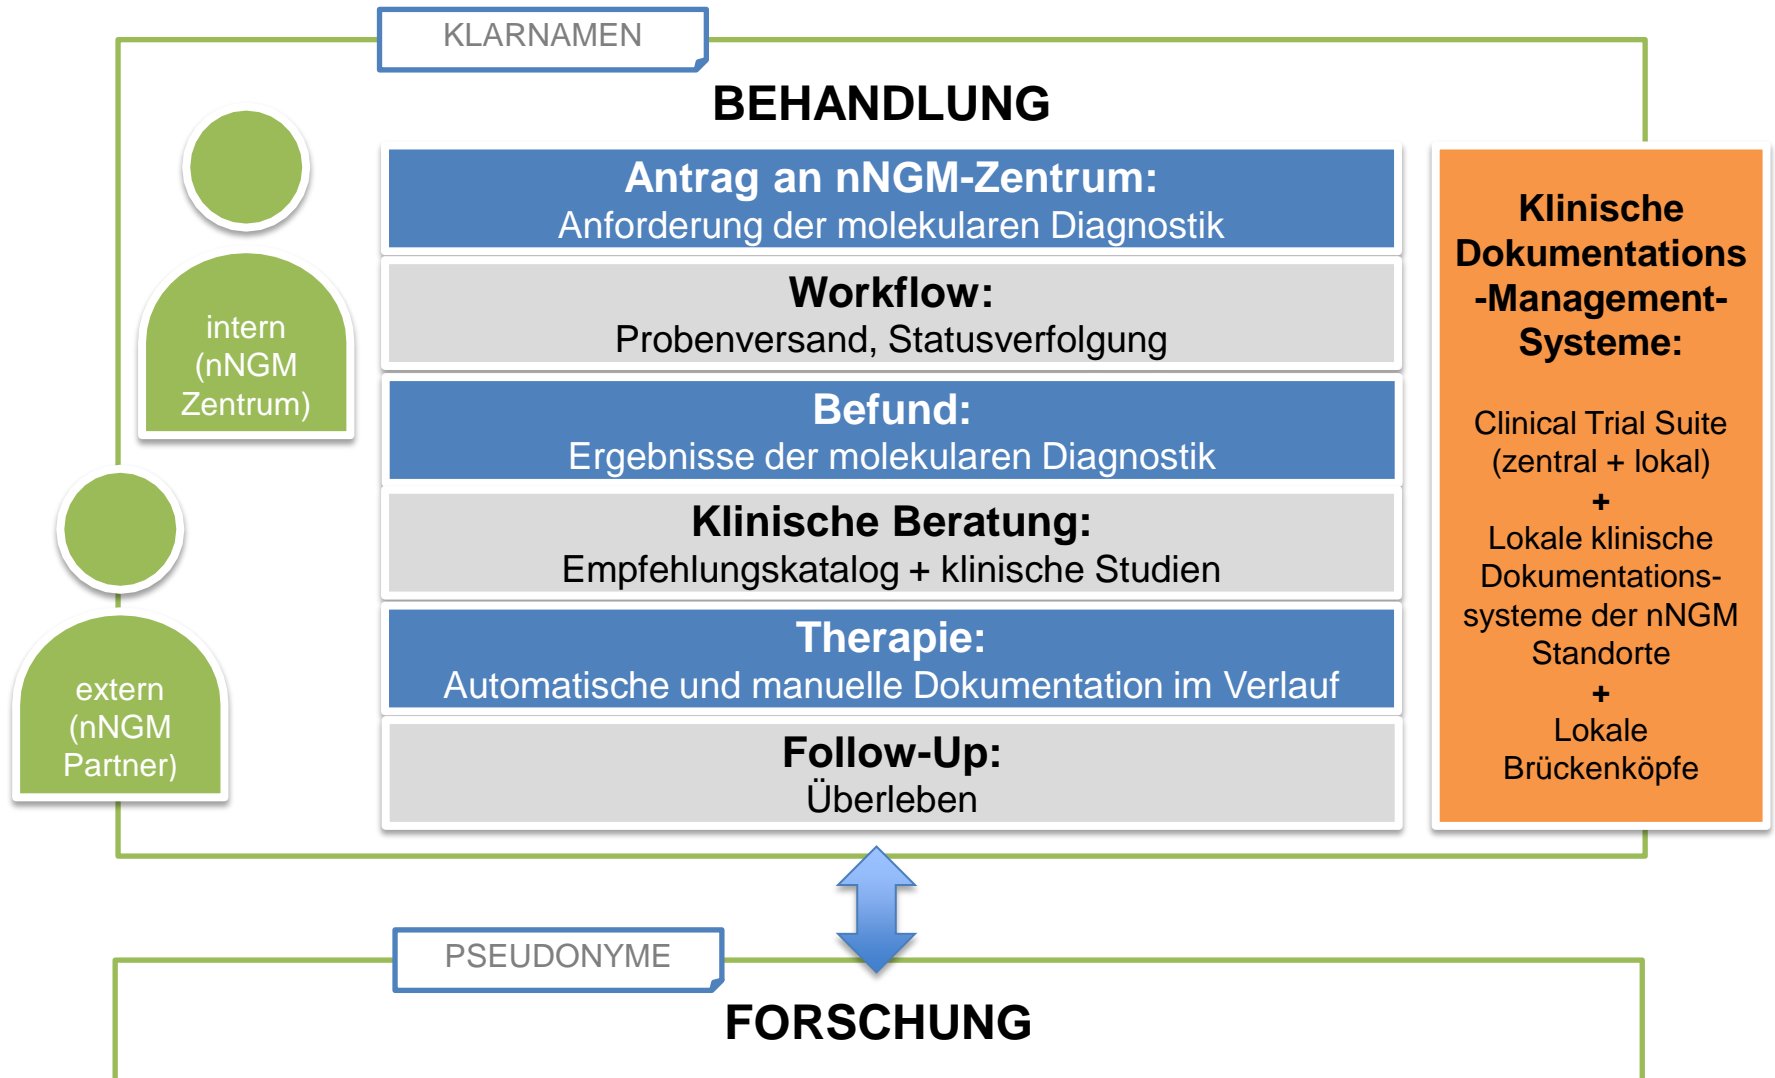 KLARNAMEN
BEHANDLUNG
intern
(nNGM
Zentrum)
extern
(nNGM
Partner)
Antrag an nNGM-Zentrum:
Anforderung der molekularen Diagnostik
Workflow:
Probenversand, Statusverfolgung
Befund:
Ergebnisse der molekularen Diagnostik
Klinische Beratung:
Empfehlungskatalog + klinische Studien
Therapie:
Automatische und manuelle Dokumentation im Verlauf
Follow-Up:
Überleben
Klinische
Dokumentations
-Management-
Systeme:
Clinical Trial Suite
(zentral + lokal)
+
Lokale klinische
Dokumentations-
systeme der nNGM
Standorte
+
Lokale
Brückenköpfe
PSEUDONYME
FORSCHUNG